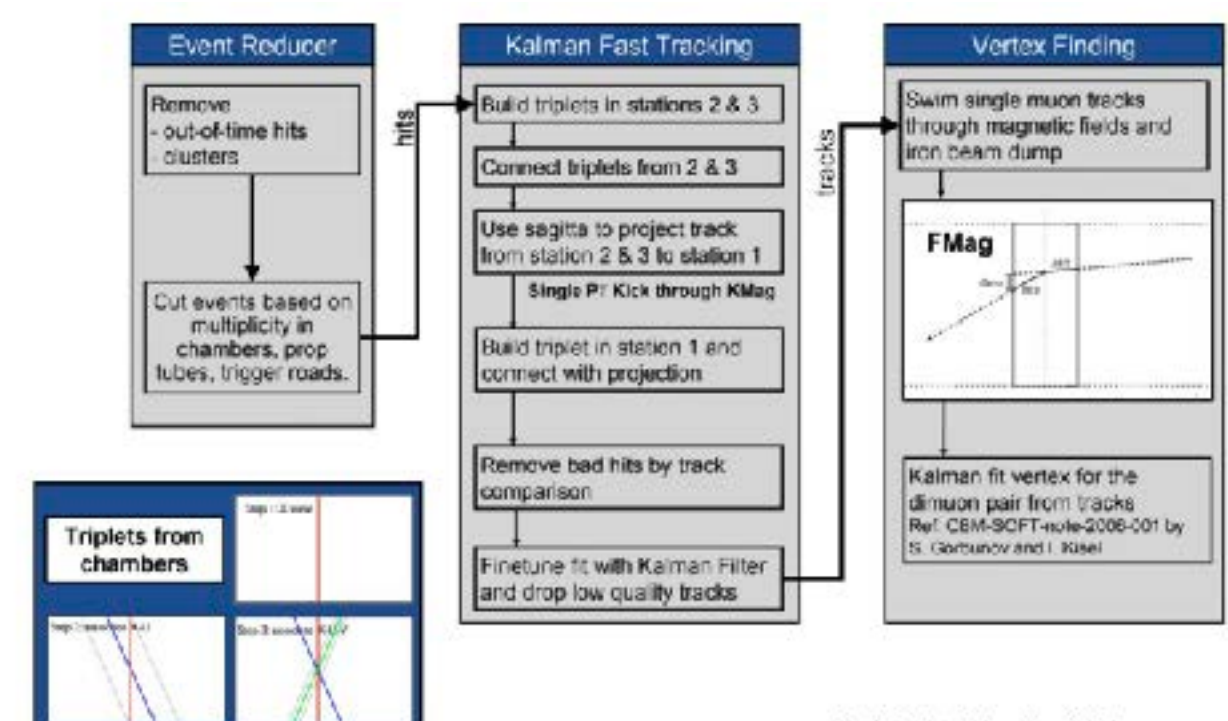 Event Reducer
Remove
- out-of-time hits
- clusters
Cut events based on
multiplicity in
chambers, prop
tubes, trigger roads.
hits
Kalman Fast Tracking
Build triplets in stations 2 & 3
Connect triplets from 2 & 3
Use sagitta to project track
from station 2 & 3 to station 1
Single PT Kick through KMag
Build triplet in station 1 and
connect with projection
Remove bad hits by track
comparison
Finetune fit with Kalman Filter
and drop low quality tracks
tracks
Vertex Finding
Swim single muon tracks
through magnetic fields and
iron beam dump
FMag
Kalman fit vertex for the
dimuon pair from tracks
Ref: CBM-SOFT-note-2006-001 by
S. Gorbunov and I. Kisel
Triplets from
chambers